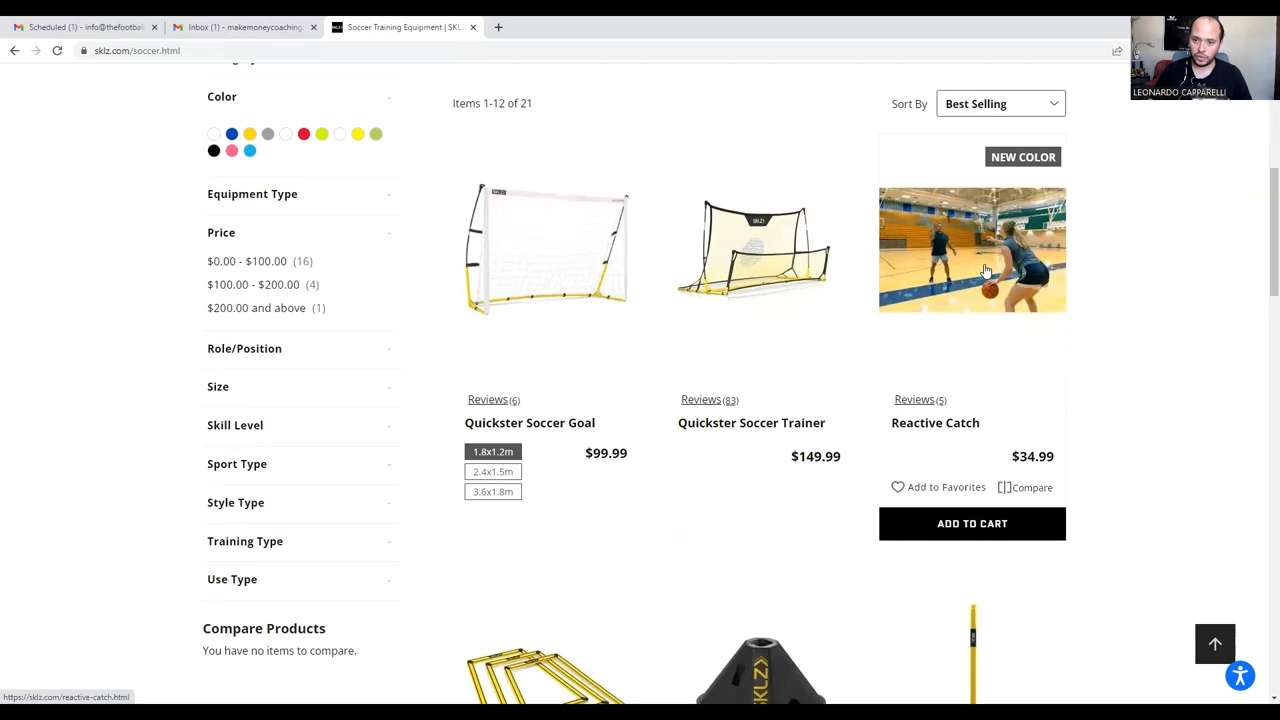 Scheduled (1) - info@thefootbal
Inbox (1) - makemoneycoaching
Soccer Training Equipment | SKL
sklz.com/soccer.html
LEONARDO CAPPARELLI
Color
Items 1-12 of 21
Sort By
Best Selling
NEW COLOR
Equipment Type
Price
$0.00 - $100.00 (16)
$100.00 - $200.00 (4)
$200.00 and above (1)
Role/Position
Size
Skill Level
Sport Type
Style Type
Training Type
Use Type
Compare Products
You have no items to compare.
SKLZ
Reviews(6)
Quickster Soccer Goal
1.8x1.2m
$99.99
2.4x1.5m
3.6x1.8m
SKLZ
Reviews(83)
Quickster Soccer Trainer
$149.99
Reviews(5)
Reactive Catch
$34.99
Add to Favorites
Compare
ADD TO CART
SKLZ
https://sklz.com/reactive-catch.html